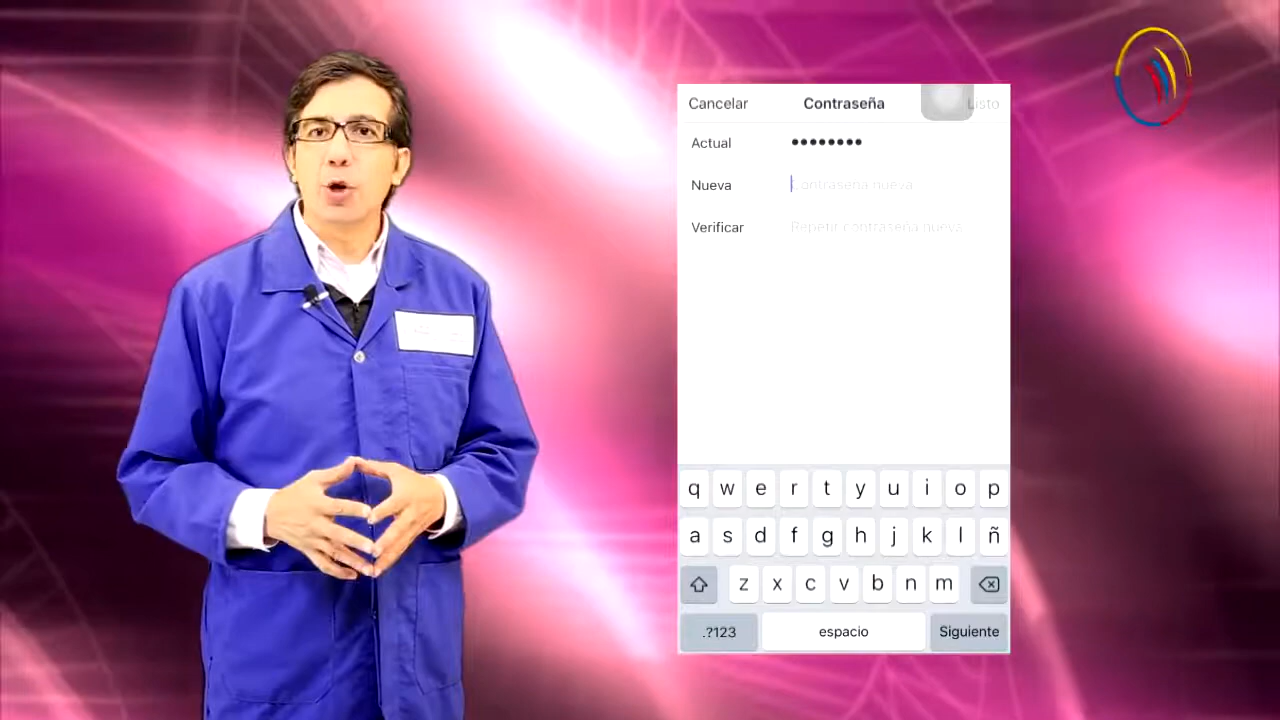 Cancelar Contraseña Listo
Actual ••••••••
Nueva Contraseña nueva
Verificar Repetir contraseña nueva
q w e r t y u i o p
a s d f g h j k l ñ
z x c v b n m
.?123 espacio Siguiente